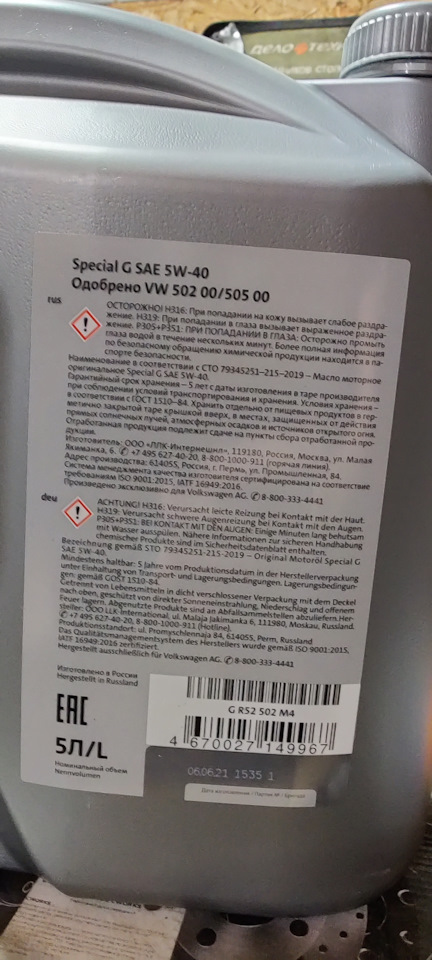 ДЕЛО ТЕХН
Special G SAE 5W-40
Одобрено VW 502 00/505 00
rus
ОСТОРОЖНО! H316: При попадании на кожу вызывает слабое раздра-
жение. H319: При попадании в глаза вызывает выраженное раздра-
жение. P305+P351: ПРИ ПОПАДАНИИ В ГЛАЗА: Осторожно промыть
глаза водой в течение нескольких минут. Более полная информация
по безопасному обращению химической продукции находится в па-
спорте безопасности.
Наименование в соответствии с СТО 79345251-215-2019 – Масло моторное
оригинальное Special G SAE 5W-40.
Гарантийный срок хранения – 5 лет с даты изготовления в таре производителя
при соблюдении условий транспортирования и хранения. Условия хранения –
в соответствии с ГОСТ 1510-84. Хранить отдельно от пищевых продуктов в гер-
метично закрытой таре крышкой вверх, в местах, защищенных от действия
прямых солнечных лучей, атмосферных осадков и источников открытого огня.
Отработанная продукция подлежит сдаче на пункты сбора отработанной про-
дукции.
Изготовитель: ООО «ЛЛК-Интернешнл», 119180, Россия, Москва, ул. Малая
Якиманка, 6. ✆ +7 495 627-40-20, 8-800-1000-911 (горячая линия).
Адрес производства: 614055, Россия, г. Пермь, ул. Промышленная, 84.
Система менеджмента качества изготовителя сертифицирована на соответствие
требованиям ISO 9001:2015, IATF 16949:2016.
Произведено эксклюзивно для Volkswagen AG. ✆ 8-800-333-4441
deu
ACHTUNG! H316: Verursacht leichte Reizung bei Kontakt mit der Haut.
H319: Verursacht schwere Augenreizung bei Kontakt mit den Augen.
P305+P351: BEI KONTAKT MIT DEN AUGEN: Einige Minuten lang behutsam
mit Wasser ausspülen. Nähere Informationen zur sicheren Handhabung
chemischer Produkte sind im Sicherheitsdatenblatt enthalten.
Bezeichnung gemäß STO 79345251-215-2019 - Original Motoröl Special G
SAE 5W-40.
Mindestens haltbar: 5 Jahre vom Produktionsdatum in der Herstellerverpackung
unter Einhaltung von Transport- und Lagerungsbedingungen. Lagerungsbedingun-
gen: gemäß GOST 1510-84.
Getrennt von Lebensmitteln in dicht verschlossener Verpackung mit dem Deckel
nach oben, geschützt von direkter Sonneneinstrahlung, Niederschlag und offenem
Feuer lagern. Abgenutzte Produkte sind an Abfallsammelstellen abzuliefern. Her-
steller: OOO LLK-International, ul. Malaja Jakimanka 6, 111980, Moskau, Russland.
✆ +7 495 627-40-20, 8-800-1000-911 (Hotline).
Produktionsstandort: ul. Promyschlennaja 84, 614055, Perm, Russland.
Das Qualitätsmanagementsystem des Herstellers wurde gemäß ISO 9001:2015,
IATF 16949:2016 zertifiziert.
Hergestellt ausschließlich für Volkswagen AG. ✆ 8-800-333-4441
Изготовлено в России
Hergestellt in Russland
EAC
G R52 502 M4
4 670027 149967
5Л/L
Номинальный объем
Nennvolumen
06.06.21 1535 1
Дата изготовления / Партия № /